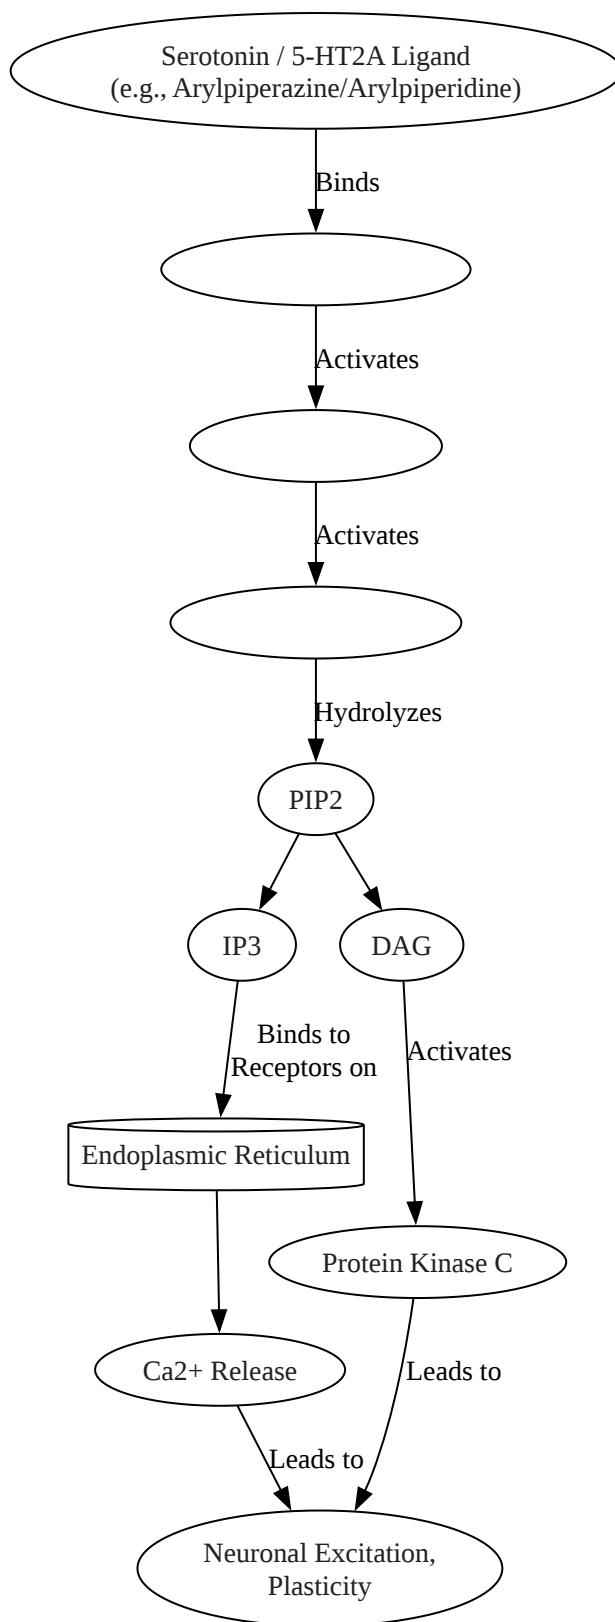 Serotonin / 5-HT2A Ligand
(e.g., Arylpiperazine/Arylpiperidine)
Binds
Activates
Activates
Hydrolyzes
PIP2
IP3
DAG
Binds to
Receptors on
Activates
Endoplasmic Reticulum
Protein Kinase C
Ca2+ Release
Leads to
Leads to
Neuronal Excitation,
Plasticity